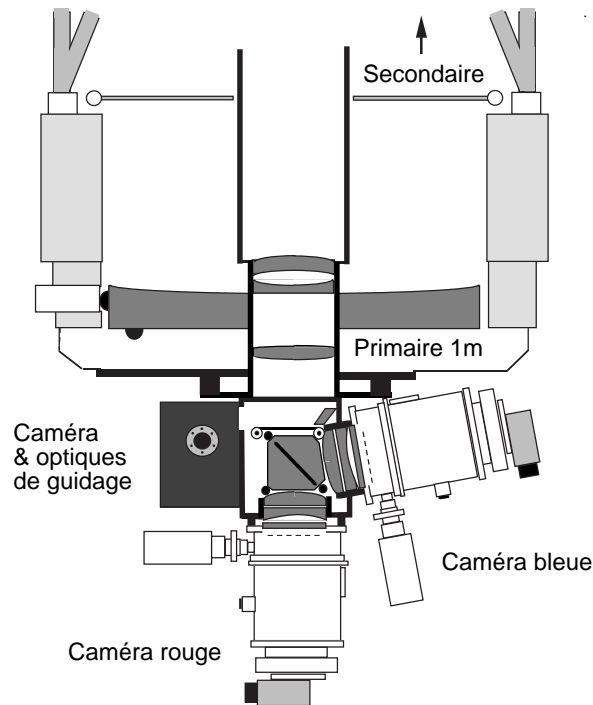 Secondaire
Primaire 1m
Caméra
& optiques
de guidage
Caméra bleue
Caméra rouge